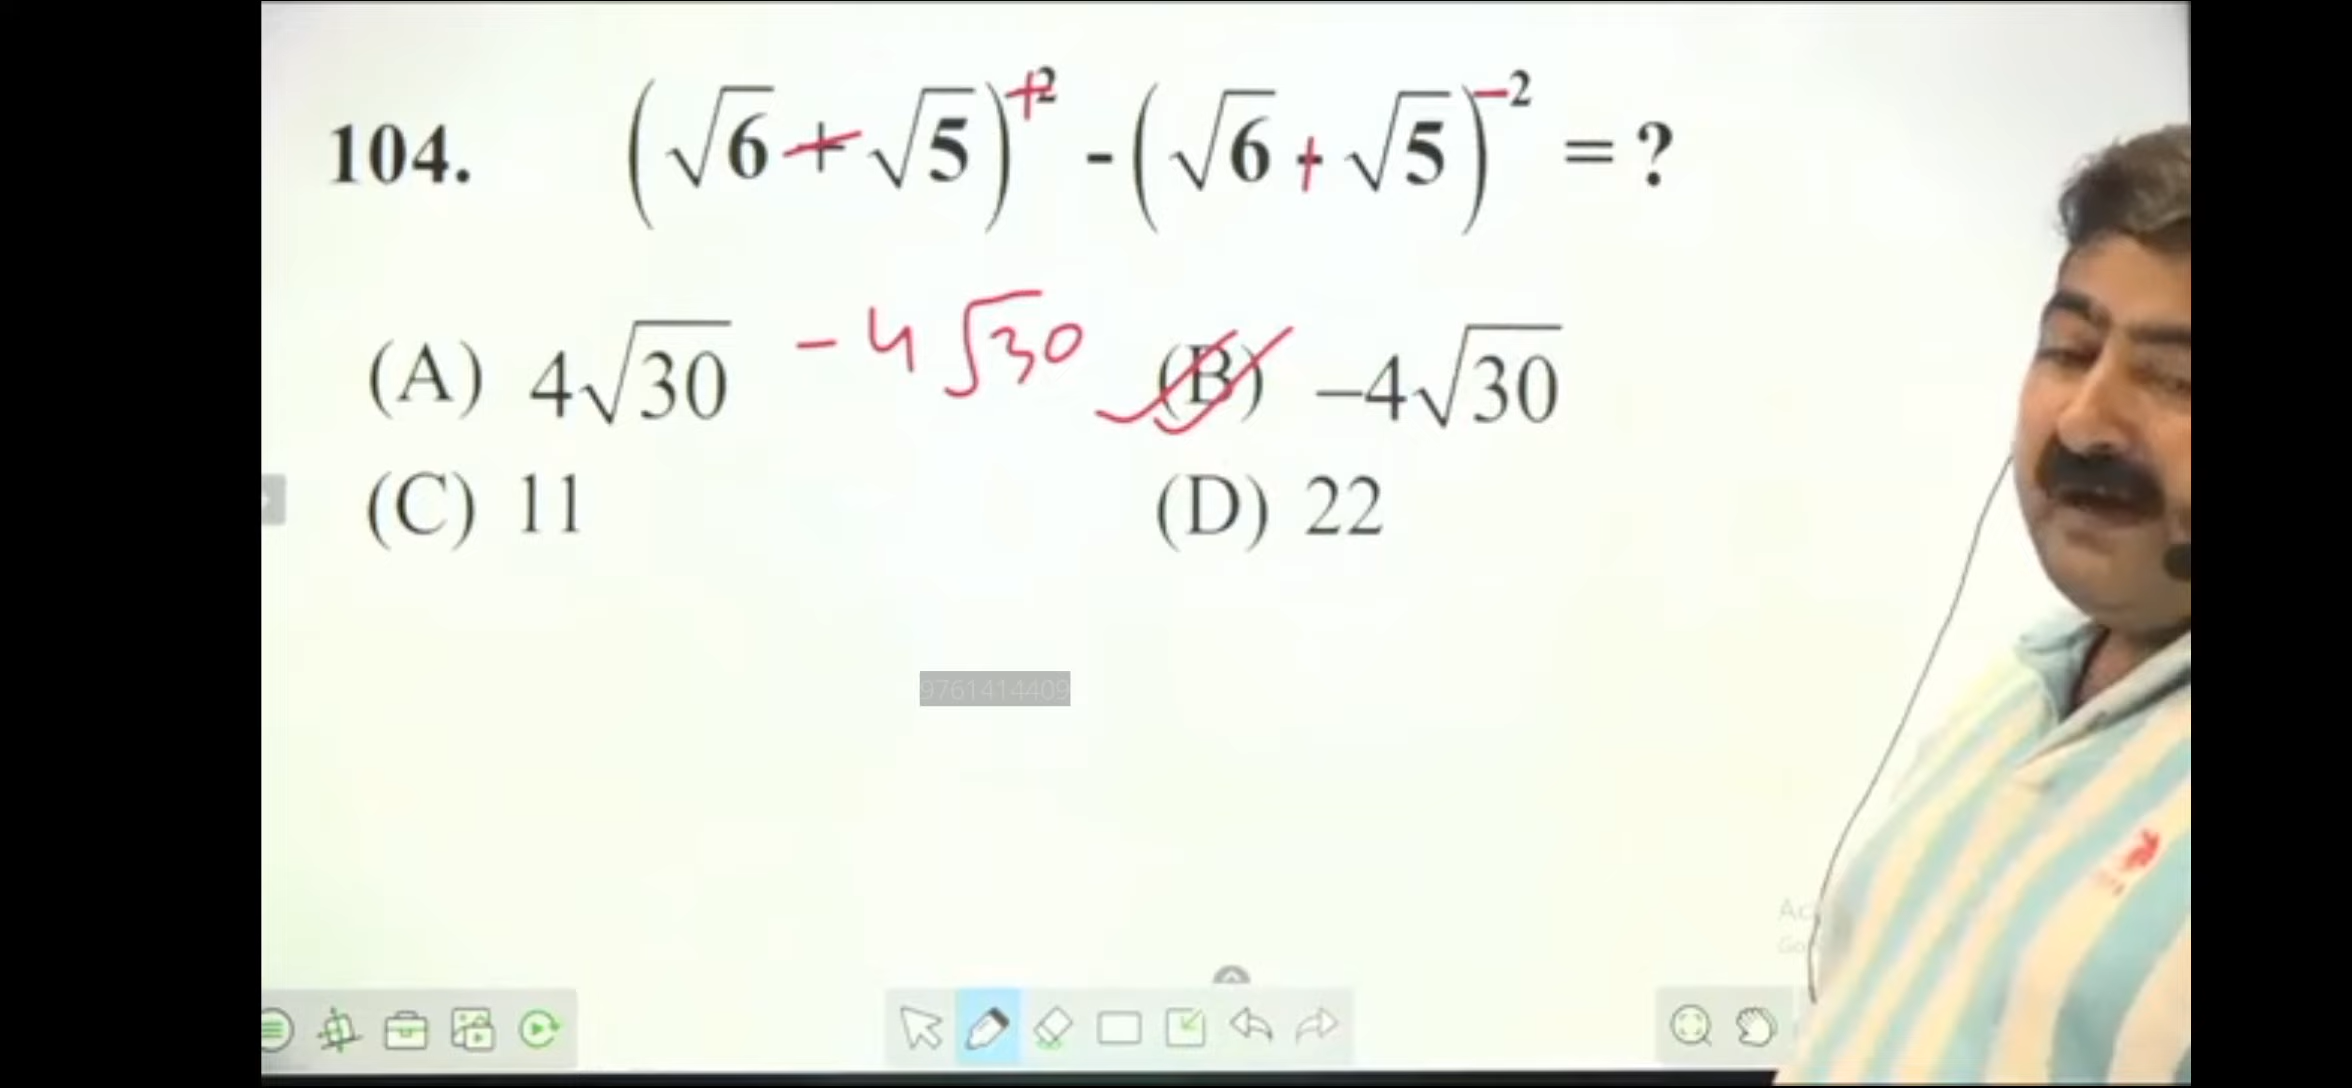 104. (√6 + √5)⁺² - (√6 + √5)⁻² = ?
(A) 4√30 - 4√30 (B) –4√30
(C) 11 (D) 22
9761414409